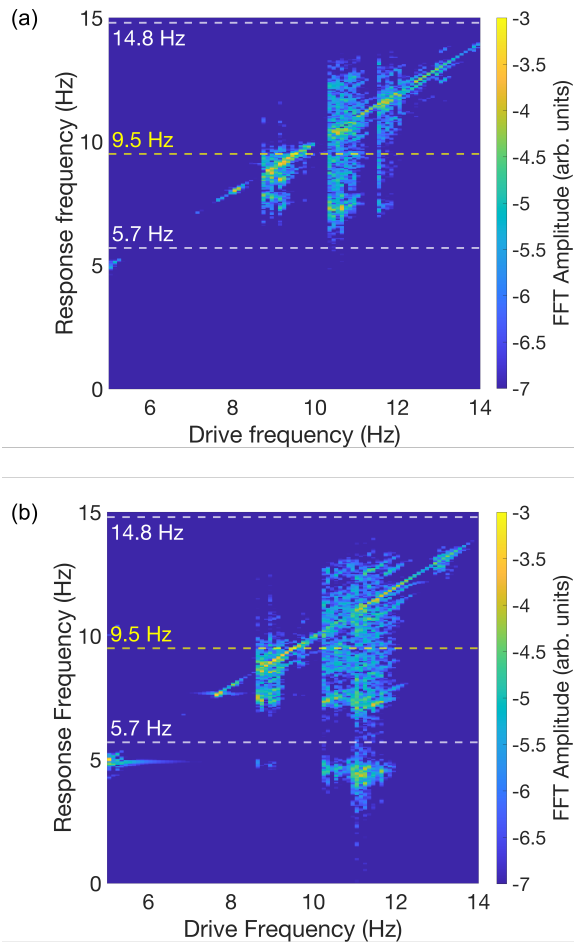 (a)
15
14.8 Hz
10
9.5 Hz
5.7 Hz
5
0
Response frequency (Hz)
6 8 10 12 14
Drive frequency (Hz)
-3
-3.5
-4
-4.5
-5
-5.5
-6
-6.5
-7
FFT Amplitude (arb. units)
(b)
15
14.8 Hz
10
9.5 Hz
5.7 Hz
5
0
Response Frequency (Hz)
6 8 10 12 14
Drive Frequency (Hz)
-3
-3.5
-4
-4.5
-5
-5.5
-6
-6.5
-7
FFT Amplitude (arb. units)